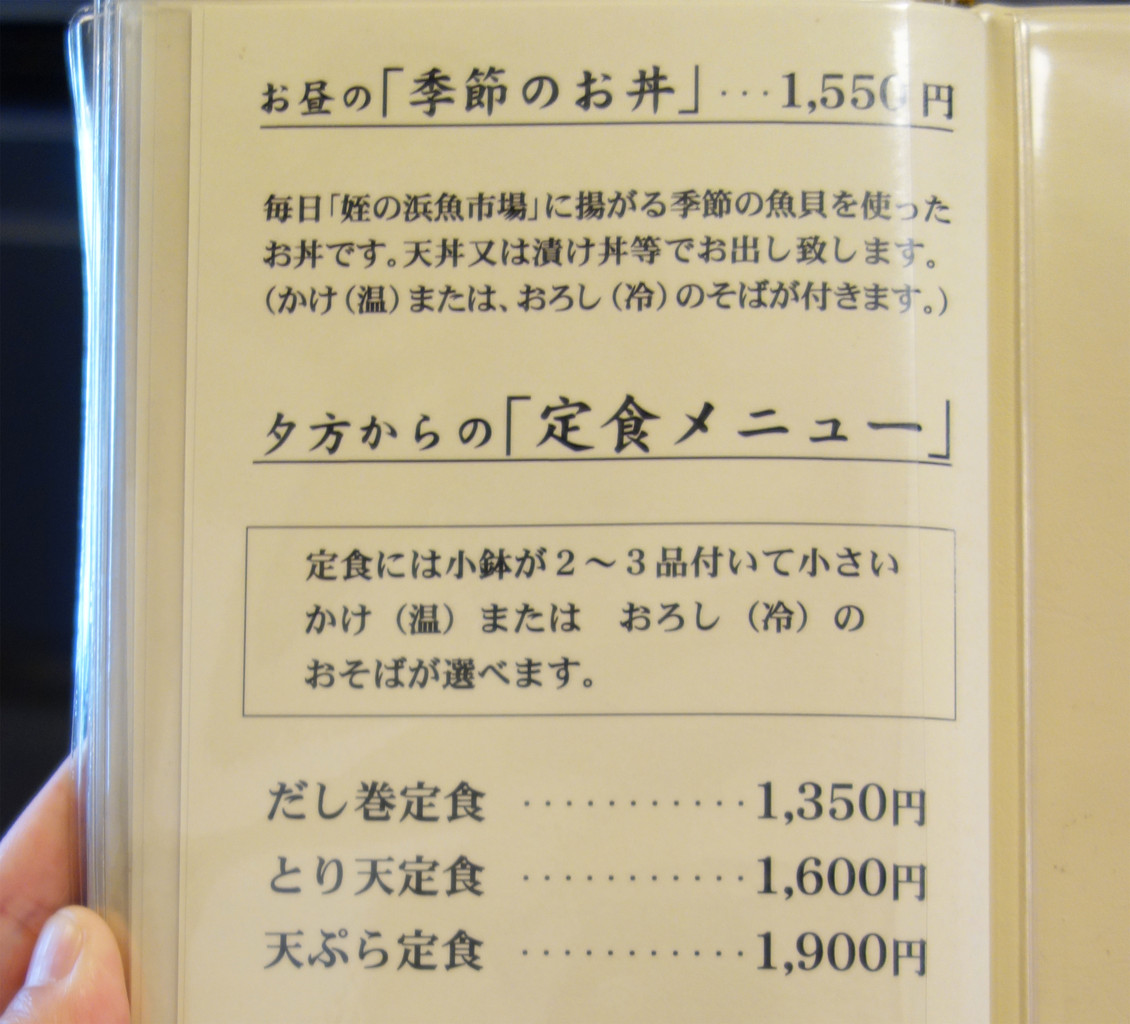 お昼の「季節のお丼」…1,550円
毎日「姪の浜魚市場」に揚がる季節の魚貝を使った
お丼です。天丼又は漬け丼等でお出し致します。
（かけ（温）または、おろし（冷）のそばが付きます。）
夕方からの「定食メニュー」
定食には小鉢が２～３品付いて小さい
かけ（温）または　おろし（冷）の
おそばが選べます。
だし巻定食 ・・・・・・・・・・・ 1,350円
とり天定食 ・・・・・・・・・・・ 1,600円
天ぷら定食 ・・・・・・・・・・・ 1,900円